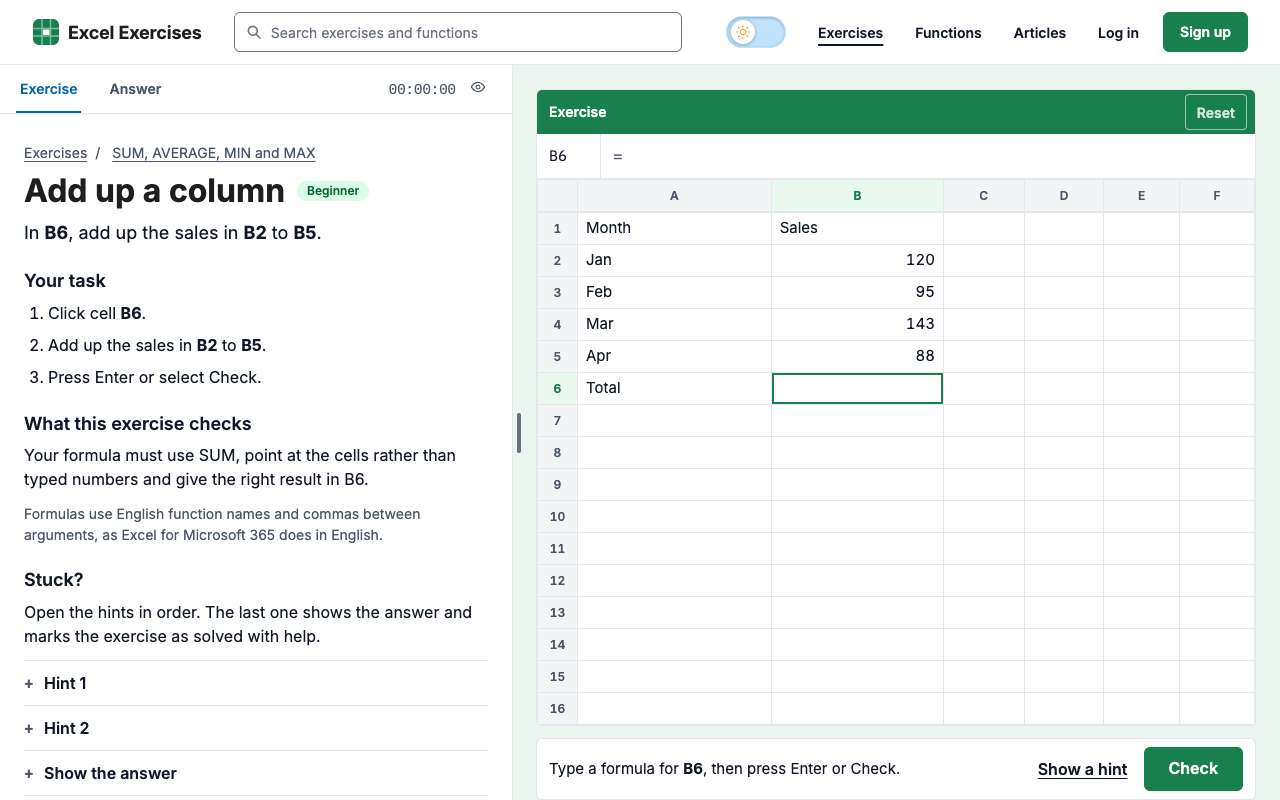 Excel Exercises
Search exercises and functions
Exercises
Functions
Articles
Log in
Sign up
Exercise
Answer
00:00:00
Exercises / SUM, AVERAGE, MIN and MAX
Add up a column Beginner
In B6, add up the sales in B2 to B5.
Your task
1. Click cell B6.
2. Add up the sales in B2 to B5.
3. Press Enter or select Check.
What this exercise checks
Your formula must use SUM, point at the cells rather than
typed numbers and give the right result in B6.
Formulas use English function names and commas between
arguments, as Excel for Microsoft 365 does in English.
Stuck?
Open the hints in order. The last one shows the answer and
marks the exercise as solved with help.
+ Hint 1
+ Hint 2
+ Show the answer
Exercise
Reset
B6 =
A B C D E F
1 Month Sales
2 Jan 120
3 Feb 95
4 Mar 143
5 Apr 88
6 Total
7
8
9
10
11
12
13
14
15
16
Type a formula for B6, then press Enter or Check.
Show a hint
Check